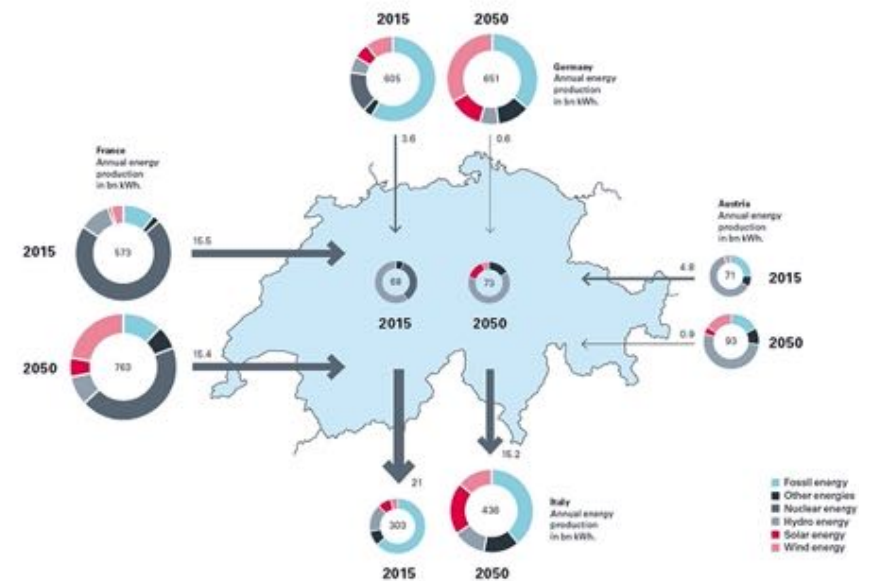 2015
2050
605
651
Germany
Annual energy
production
in bn kWh.
3.6
0.6
France
Annual energy
production
in bn kWh.
2015
573
15.5
2050
763
15.4
68
73
2015
2050
Austria
Annual energy
production
in bn kWh.
71
2015
4.8
93
2050
0.9
21
15.2
303
436
Italy
Annual energy
production
in bn kWh.
2015
2050
Fossil energy
Other energies
Nuclear energy
Hydro energy
Solar energy
Wind energy